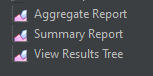 Aggregate Report
Summary Report
View Results Tree